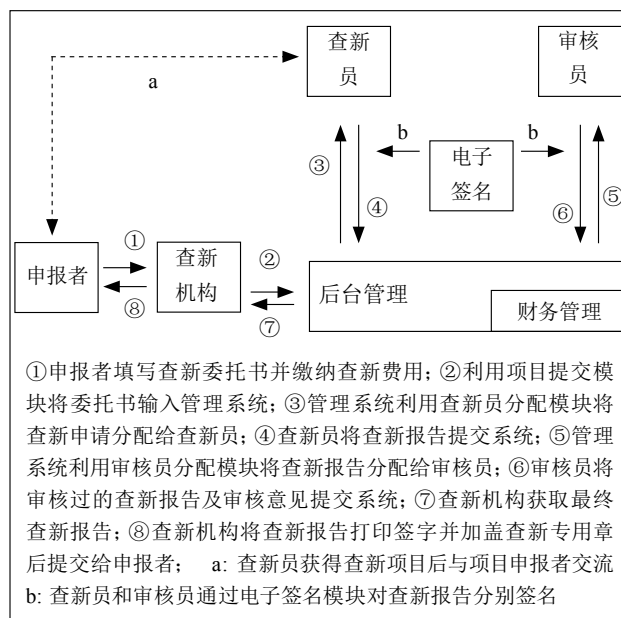 查新
员
审核
员
a
b
b
电子
签名
③
④
⑥
⑤
①
②
申报者
查新
机构
后台管理
⑧
⑦
财务管理
①申报者填写查新委托书并缴纳查新费用; ②利用项目提交模
块将委托书输入管理系统; ③管理系统利用查新员分配模块将
查新申请分配给查新员; ④查新员将查新报告提交系统; ⑤管理
系统利用审核员分配模块将查新报告分配给审核员; ⑥审核员将
审核过的查新报告及审核意见提交系统; ⑦查新机构获取最终
查新报告; ⑧查新机构将查新报告打印签字并加盖查新专用章
后提交给申报者; a: 查新员获得查新项目后与项目申报者交流
b: 查新员和审核员通过电子签名模块对查新报告分别签名